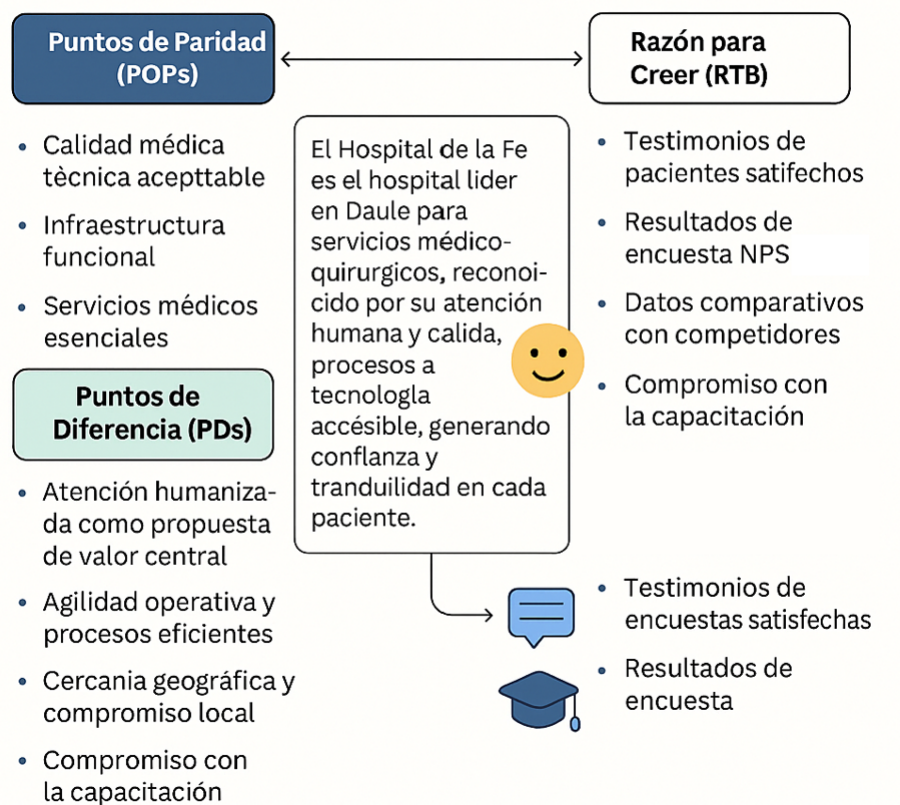 Puntos de Paridad
(POPs)
Calidad médica
tècnica acepttable
Infraestructura
funcional
Servicios médicos
esenciales
Puntos de
Diferencia (PDs)
Atención humaniza-
da como propuesta
de valor central
Agilidad operativa y
procesos eficientes
Cercania geográfica y
compromiso local
Compromiso con
la capacitación
El Hospital de la Fe
es el hospital lider
en Daule para
servicios médico-
quirurgicos, reconoi-
cido por su atención
humana y calida,
procesos a
tecnologla
accésible, generando
conflanza y
tranduilidad en cada
paciente.
Razón para
Creer (RTB)
Testimonios de
pacientes satifechos
Resultados de
encuesta NPS
Datos comparativos
con competidores
Compromiso con
la capacitación
Testimonios de
encuestas satisfechas
Resultados de
encuesta